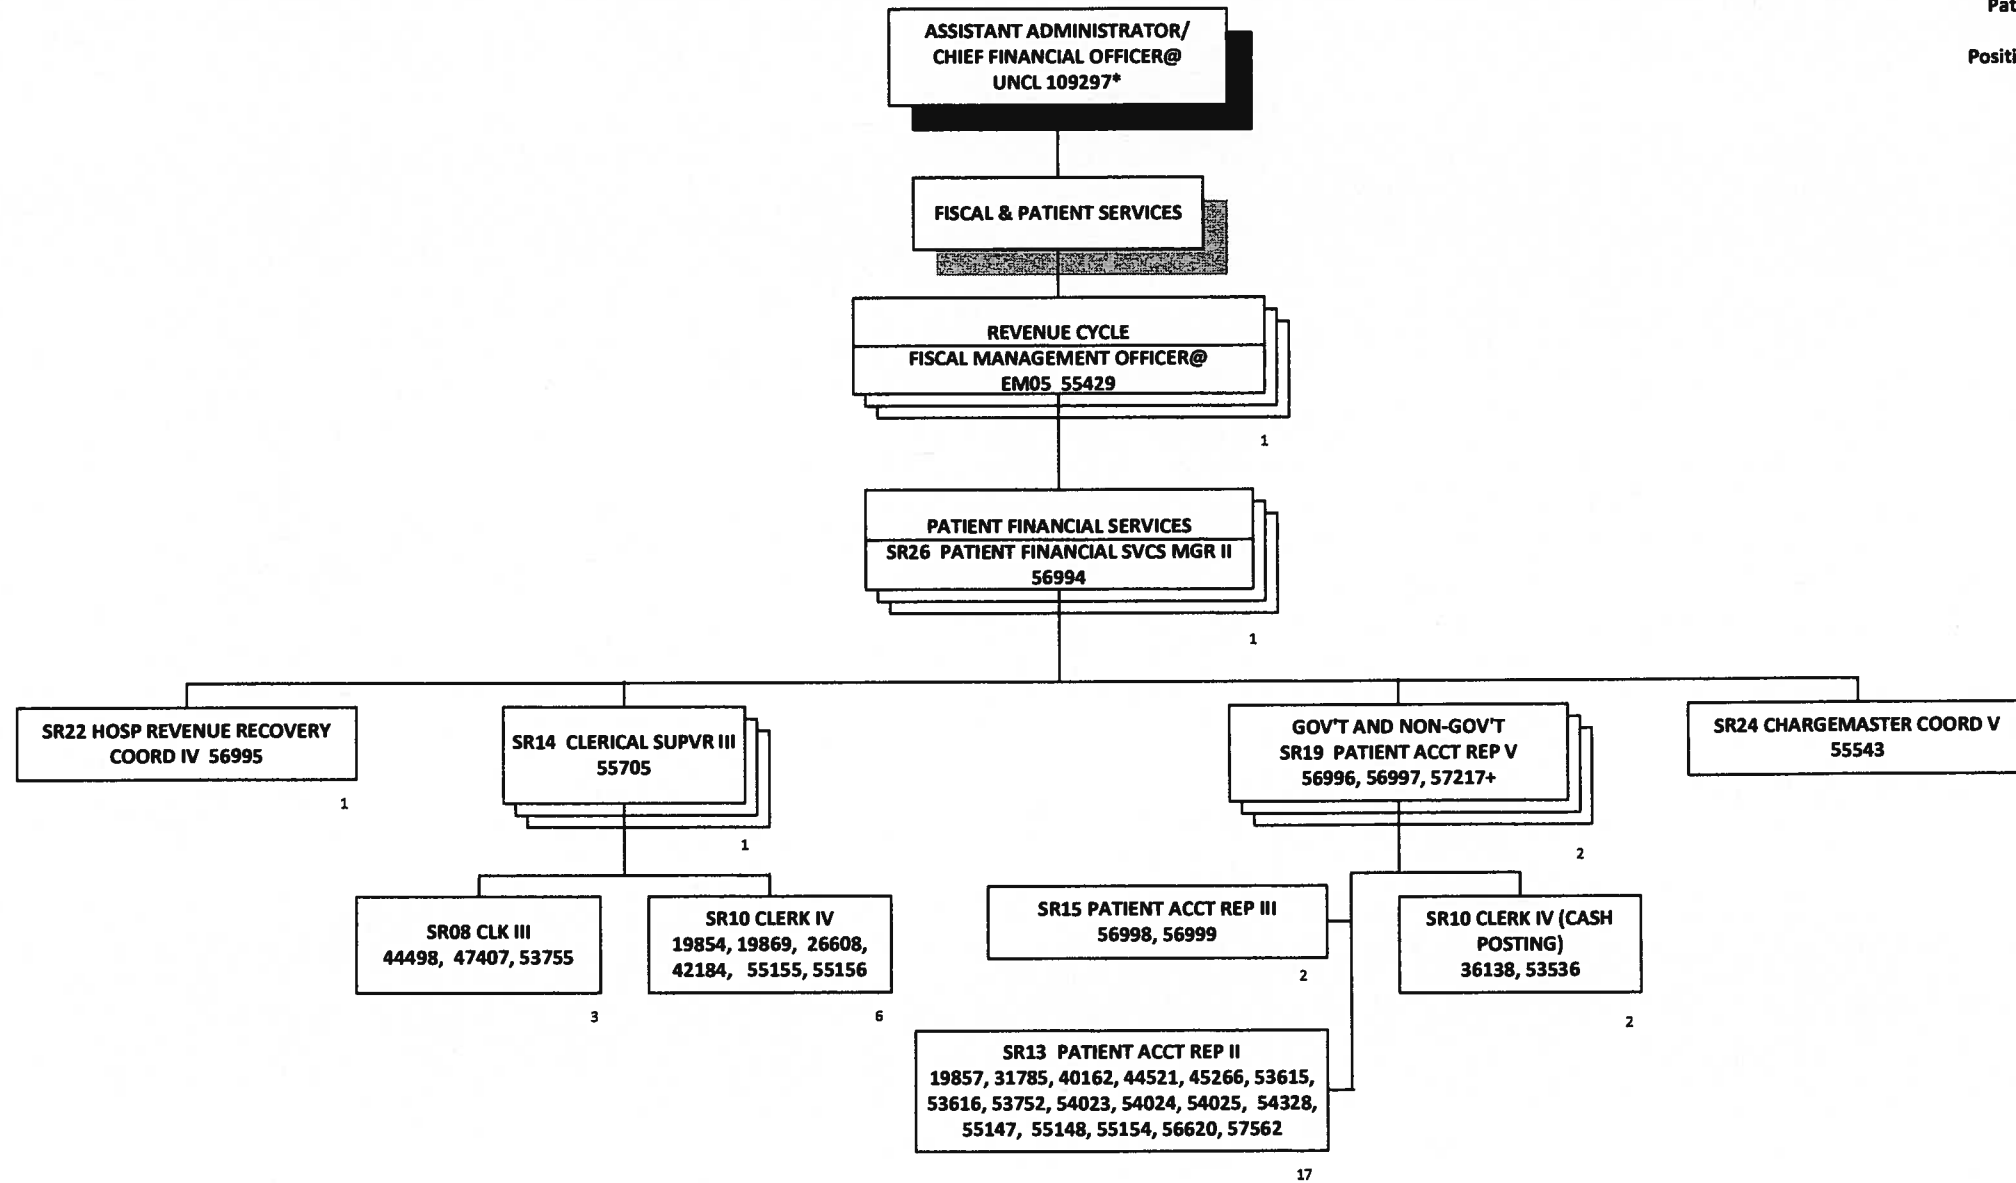 Pat
Positi
ASSISTANT ADMINISTRATOR/
CHIEF FINANCIAL OFFICER@
UNCL 109297*
FISCAL & PATIENT SERVICES
REVENUE CYCLE
FISCAL MANAGEMENT OFFICER@
EM05 55429
1
PATIENT FINANCIAL SERVICES
SR26 PATIENT FINANCIAL SVCS MGR II
56994
1
SR22 HOSP REVENUE RECOVERY
COORD IV 56995
1
SR14 CLERICAL SUPVR III
55705
1
GOV'T AND NON-GOV'T
SR19 PATIENT ACCT REP V
56996, 56997, 57217+
2
SR24 CHARGEMASTER COORD V
55543
SR08 CLK III
44498, 47407, 53755
3
SR10 CLERK IV
19854, 19869, 26608,
42184, 55155, 55156
6
SR15 PATIENT ACCT REP III
56998, 56999
2
SR10 CLERK IV (CASH
POSTING)
36138, 53536
2
SR13 PATIENT ACCT REP II
19857, 31785, 40162, 44521, 45266, 53615,
53616, 53752, 54023, 54024, 54025, 54328,
55147, 55148, 55154, 56620, 57562
17